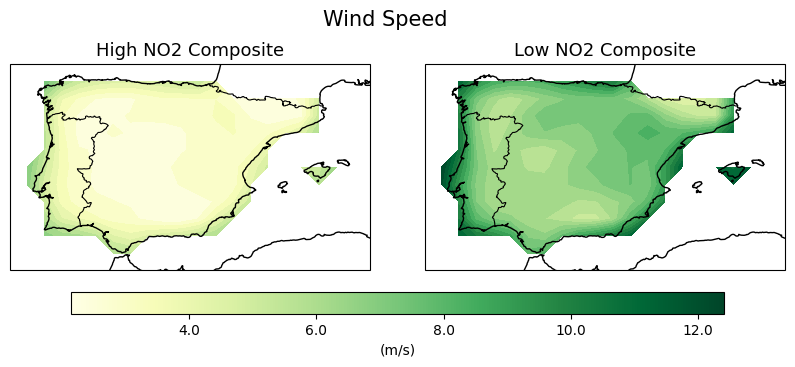 Wind Speed
High NO2 Composite
Low NO2 Composite
4.0
6.0
8.0
10.0
12.0
(m/s)